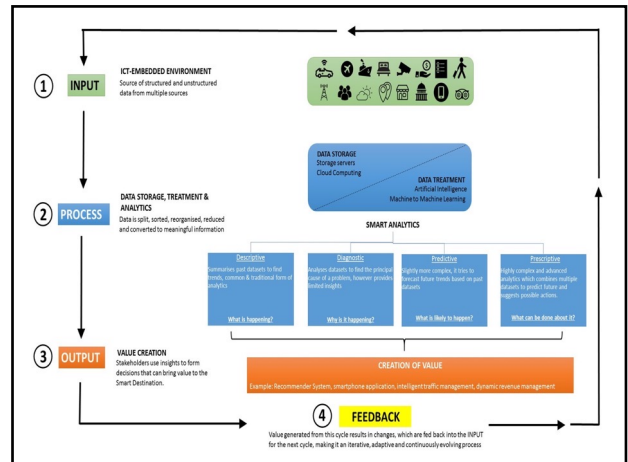 1
INPUT
ICT-EMBEDDED ENVIRONMENT
Source of structured and unstructured
data from multiple sources
DATA STORAGE
Storage servers
Cloud Computing
DATA TREATMENT
Artificial Intelligence
Machine to Machine Learning
2
PROCESS
DATA STORAGE, TREATMENT &
ANALYTICS
Data is split, sorted, reorganised, reduced
and converted to meaningful information
SMART ANALYTICS
Descriptive
Summarises past datasets to find
trends, common & traditional form of
analytics
What is happening?
Diagnostic
Analyses datasets to find the principal
cause of a problem, however provides
limited insights
Why is it happening?
Predictive
Slightly more complex, it tries to
forecast future trends based on past
datasets
What is likely to happen?
Prescriptive
Highly complex and advanced
analytics which combines multiple
datasets to predict future and
suggests possible actions.
What can be done about it?
3
OUTPUT
VALUE CREATION
Stakeholders use insights to form
decisions that can bring value to the
Smart Destination.
CREATION OF VALUE
Example: Recommender System, smartphone application, intelligent traffic management, dynamic revenue management
4
FEEDBACK
Value generated from this cycle results in changes, which are fed back into the INPUT
for the next cycle, making it an iterative, adaptive and continuously evolving process